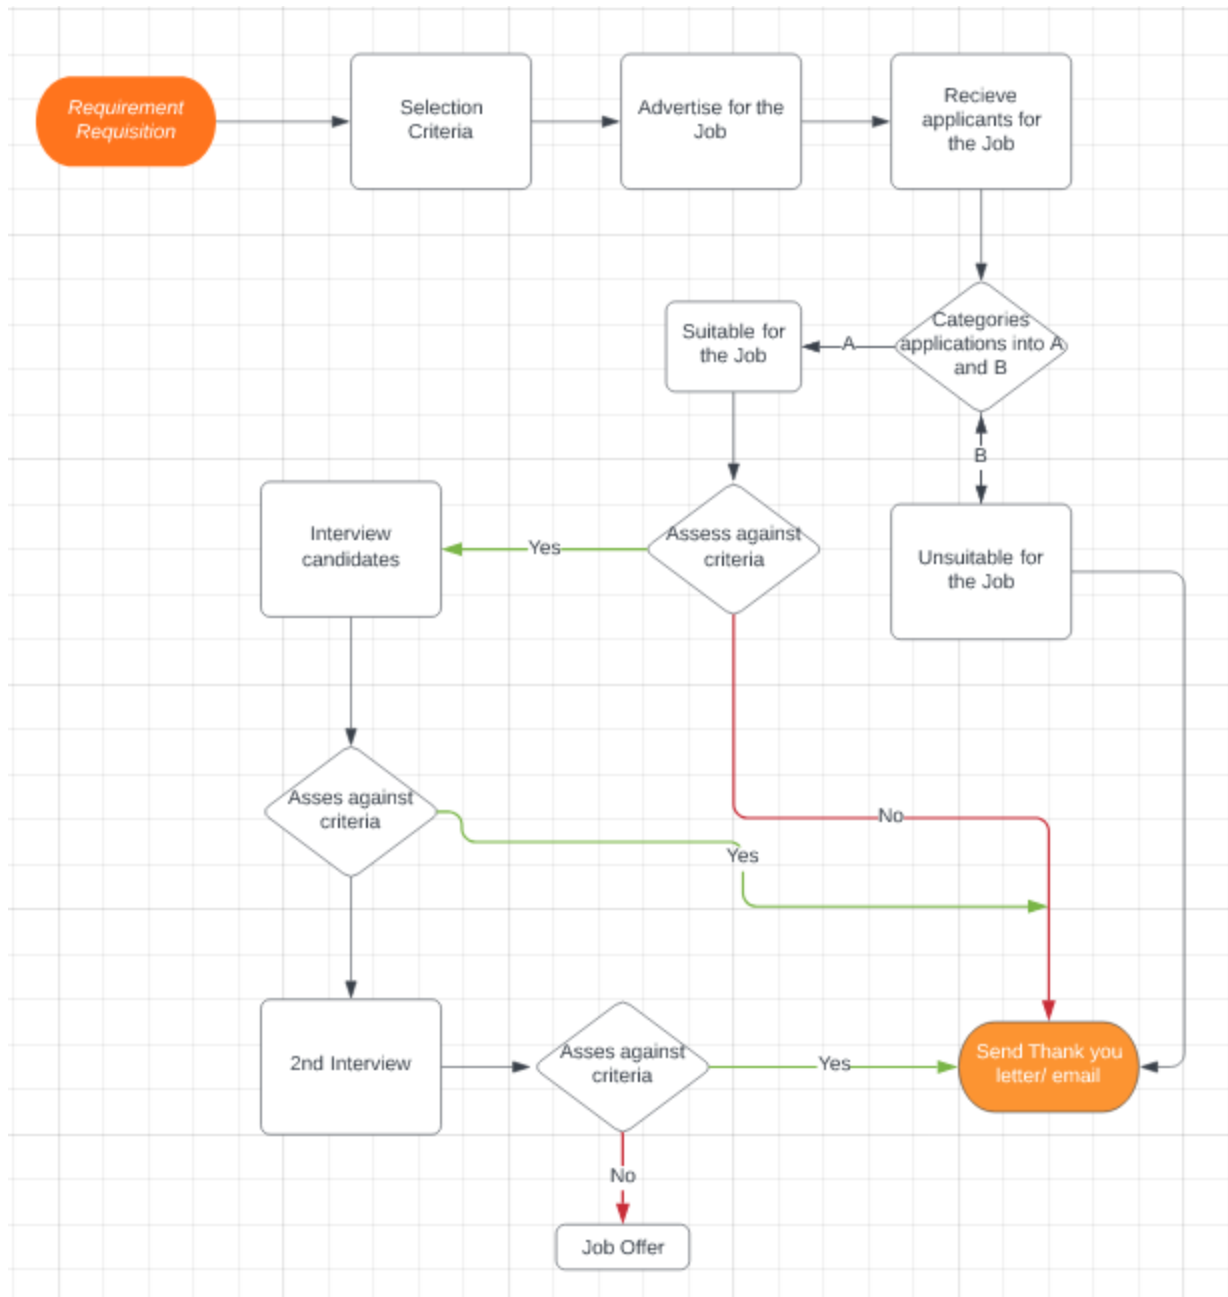 Requirement
Requisition
Selection
Criteria
Advertise for the
Job
Recieve
applicants for
the Job
Categories
applications into A
and B
A
Suitable for
the Job
B
Unsuitable for
the Job
Assess against
criteria
Yes
Interview
candidates
No
Asses against
criteria
Yes
2nd Interview
Asses against
criteria
Yes
Send Thank you
letter/ email
No
Job Offer